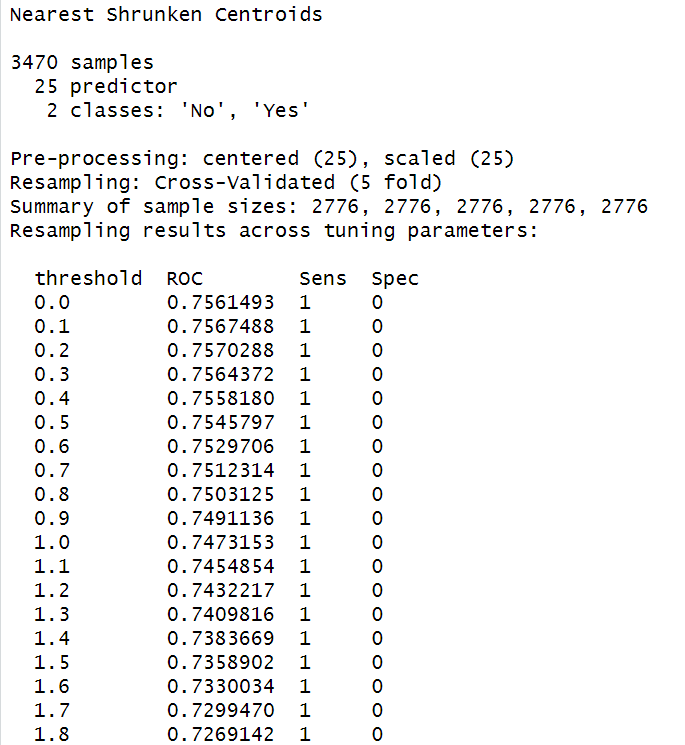 Nearest Shrunken Centroids
3470 samples
25 predictor
2 classes: 'No', 'Yes'
Pre-processing: centered (25), scaled (25)
Resampling: Cross-Validated (5 fold)
Summary of sample sizes: 2776, 2776, 2776, 2776, 2776
Resampling results across tuning parameters:
threshold ROC Sens Spec
0.0 0.7561493 1 0
0.1 0.7567488 1 0
0.2 0.7570288 1 0
0.3 0.7564372 1 0
0.4 0.7558180 1 0
0.5 0.7545797 1 0
0.6 0.7529706 1 0
0.7 0.7512314 1 0
0.8 0.7503125 1 0
0.9 0.7491136 1 0
1.0 0.7473153 1 0
1.1 0.7454854 1 0
1.2 0.7432217 1 0
1.3 0.7409816 1 0
1.4 0.7383669 1 0
1.5 0.7358902 1 0
1.6 0.7330034 1 0
1.7 0.7299470 1 0
1.8 0.7269142 1 0